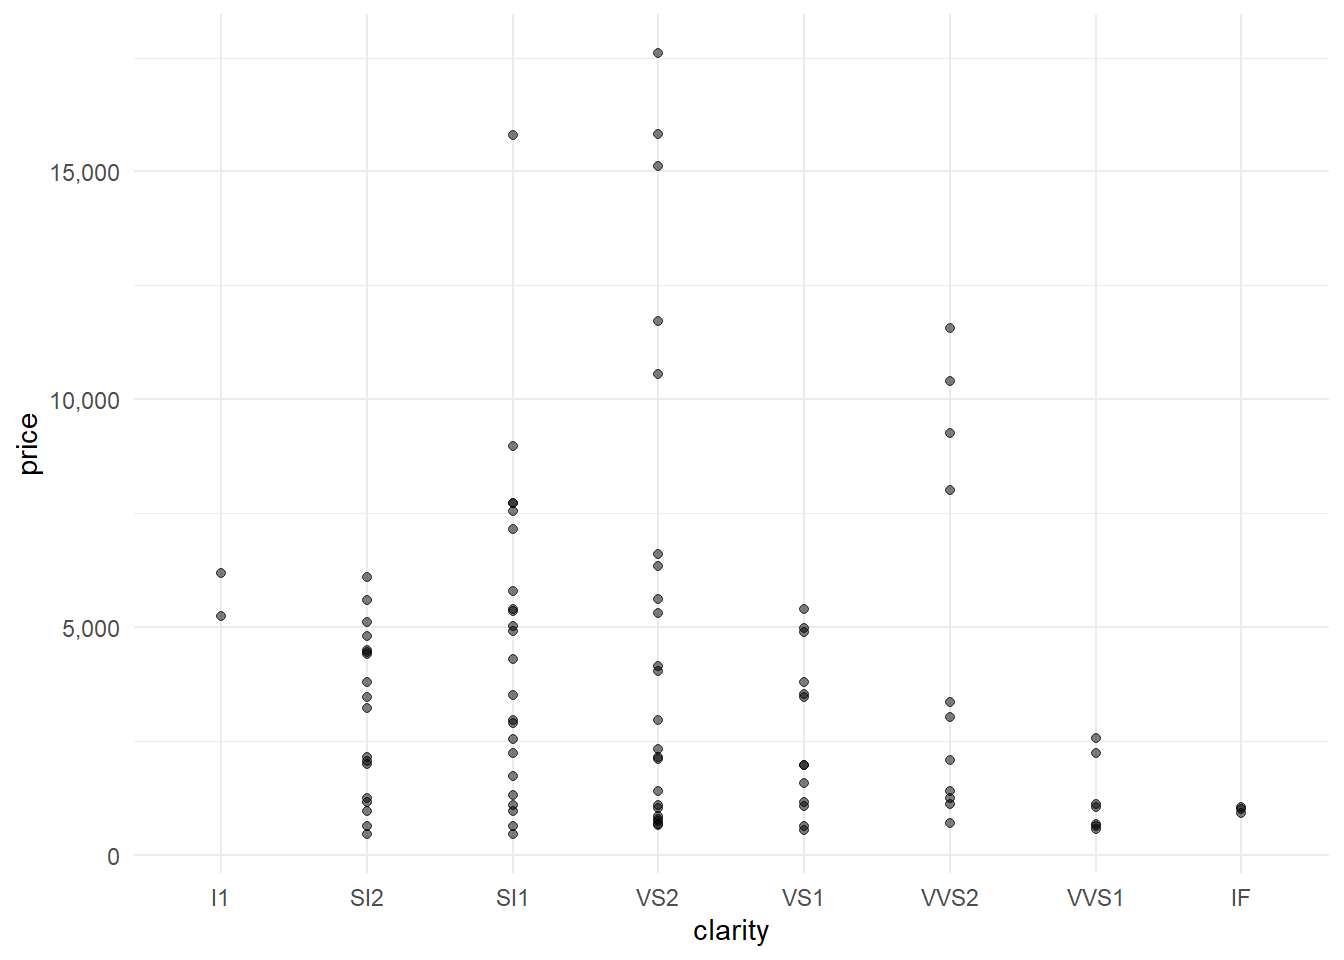 15,000
10,000
price
5,000
0
I1 SI2 SI1 VS2 VS1 VVS2 VVS1 IF
clarity